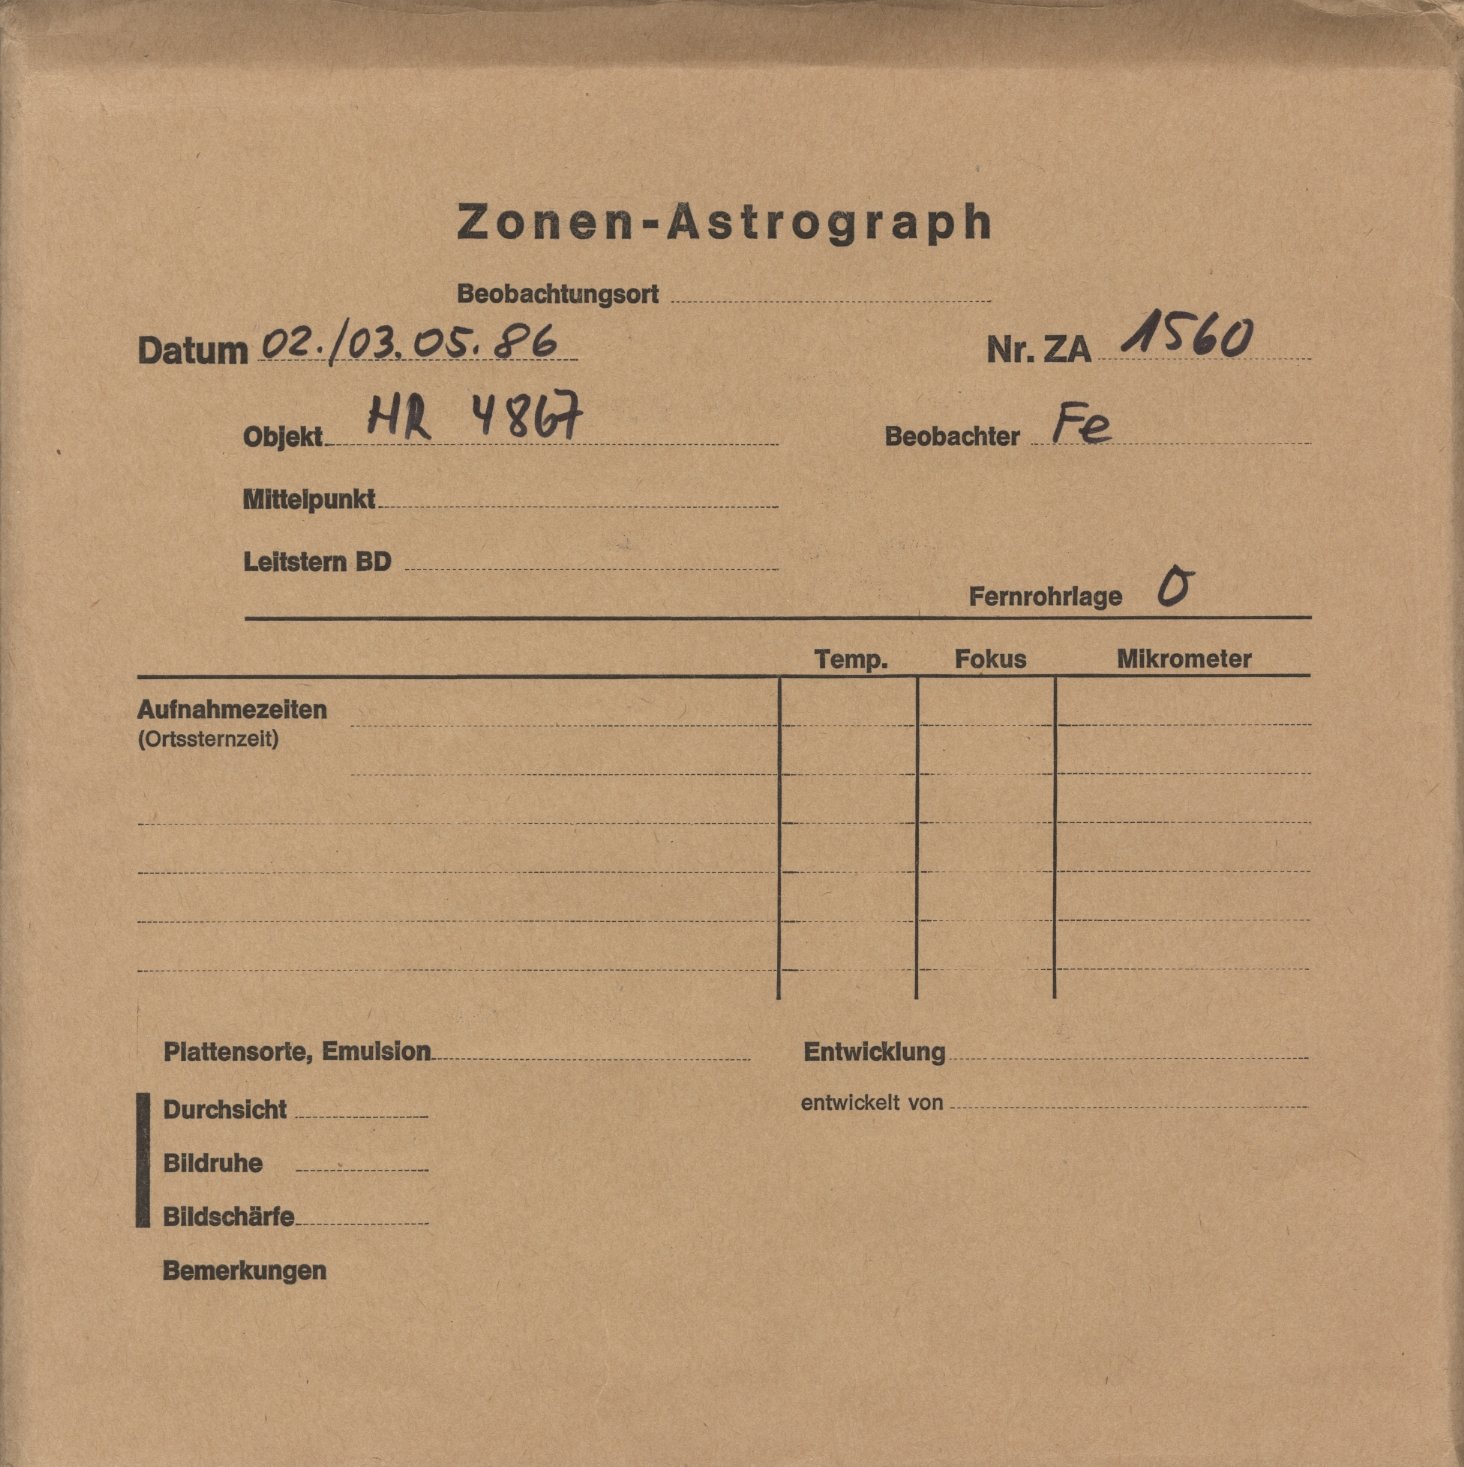 Zonen-Astrograph
Beobachtungsort
Datum 02./03.05.86 Nr. ZA 1560
Objekt HR 4867 Beobachter Fe
Mittelpunkt
Leitstern BD
Fernrohrlage O
Temp. Fokus Mikrometer
Aufnahmezeiten
(Ortssternzeit)
Plattensorte, Emulsion Entwicklung
Durchsicht entwickelt von
Bildruhe
Bildschärfe
Bemerkungen